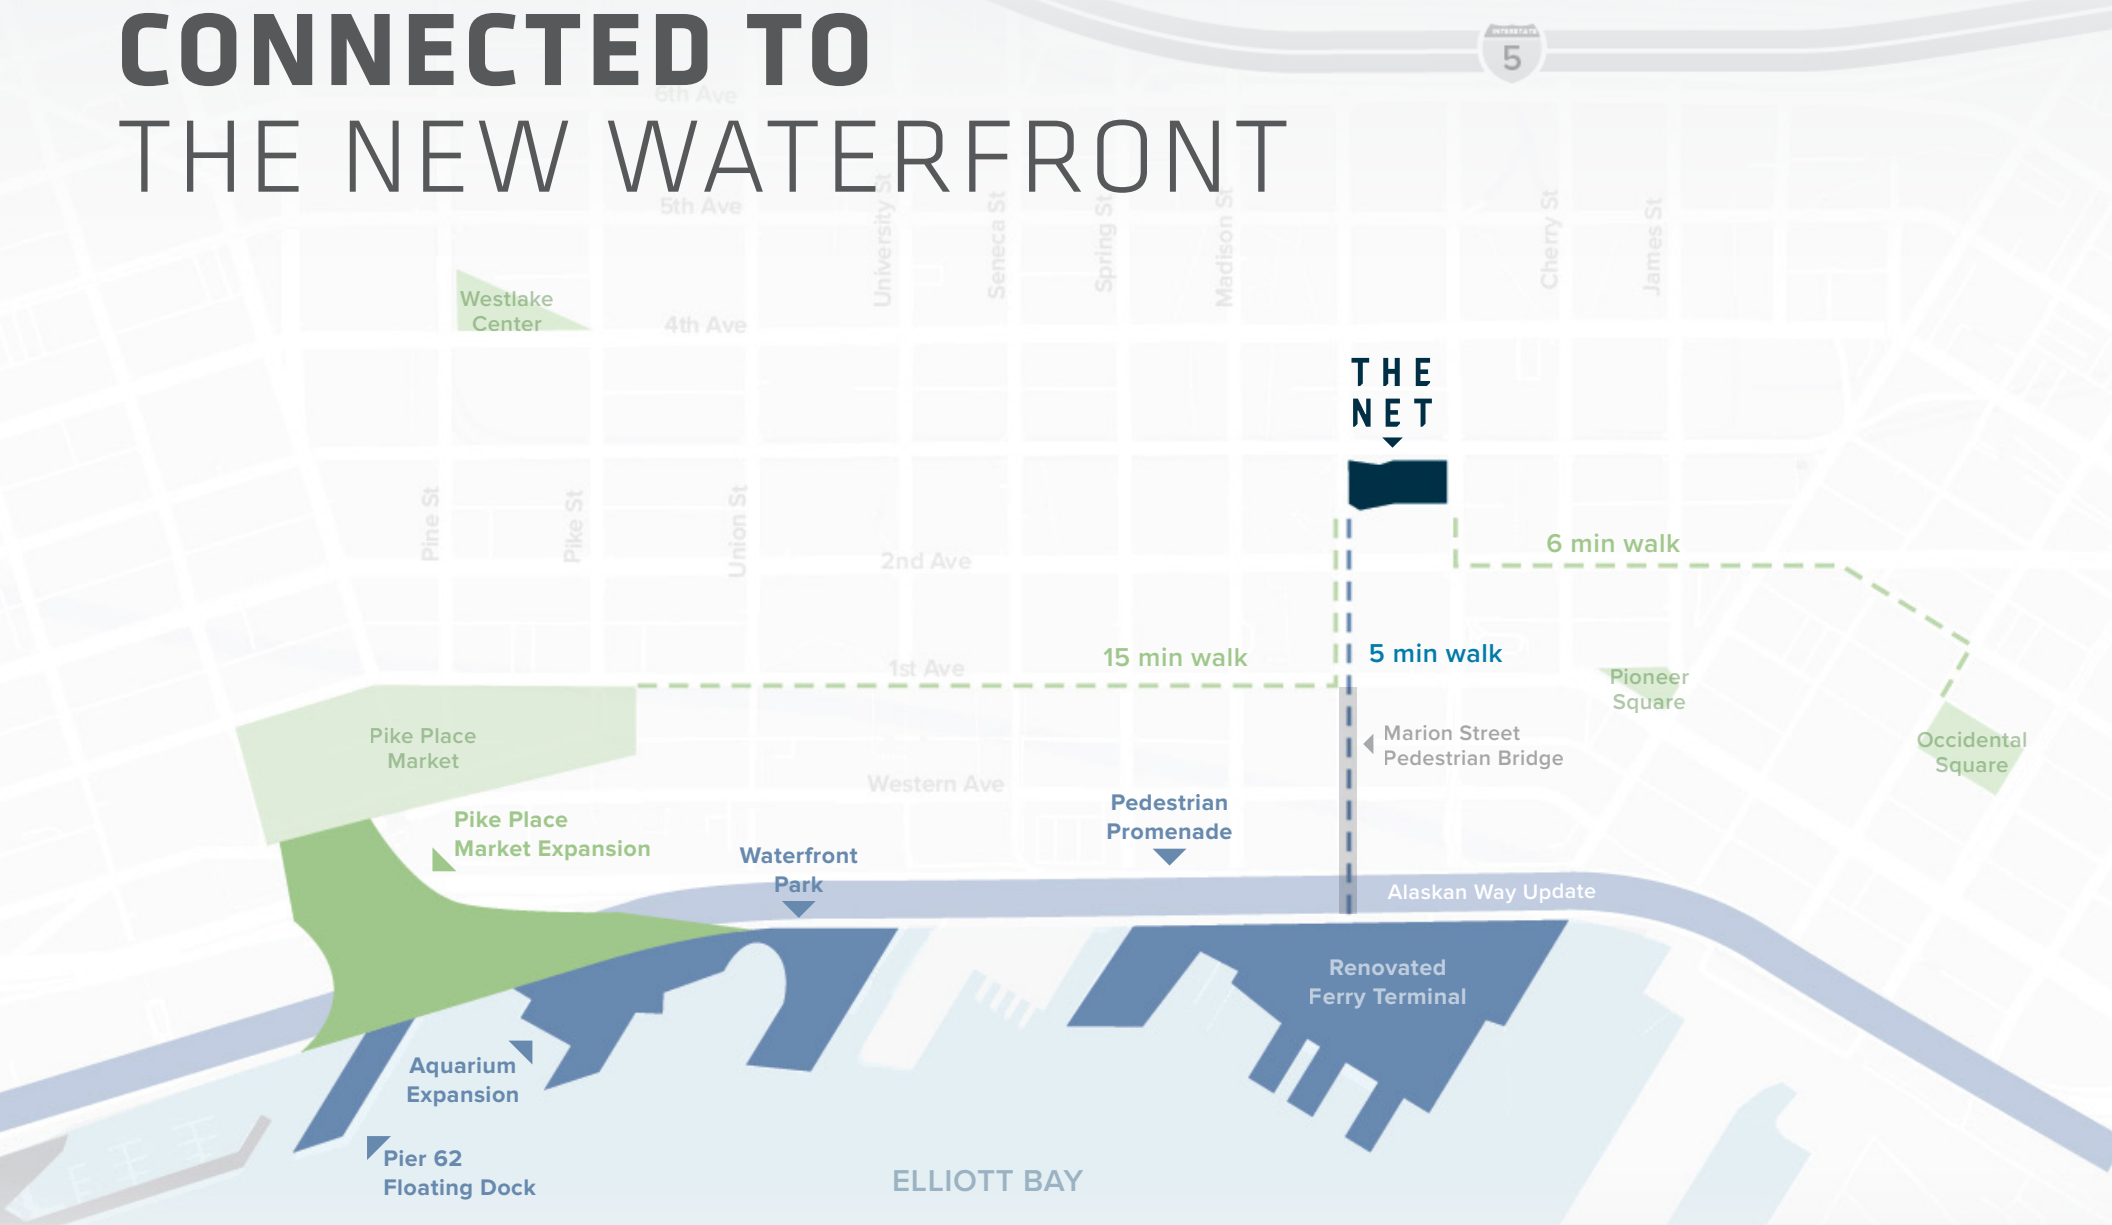 CONNECTED TO
THE NEW WATERFRONT
INTERSTATE
5
6th Ave
5th Ave
University St
Seneca St
Spring St
Madison St
Cherry St
James St
Westlake
Center
4th Ave
THE
NET
Pine St
Pike St
Union St
2nd Ave
6 min walk
1st Ave
15 min walk
5 min walk
Pioneer
Square
Pike Place
Market
Marion Street
Pedestrian Bridge
Occidental
Square
Western Ave
Pike Place
Market Expansion
Pedestrian
Promenade
Waterfront
Park
Alaskan Way Update
Renovated
Ferry Terminal
Aquarium
Expansion
Pier 62
Floating Dock
ELLIOTT BAY